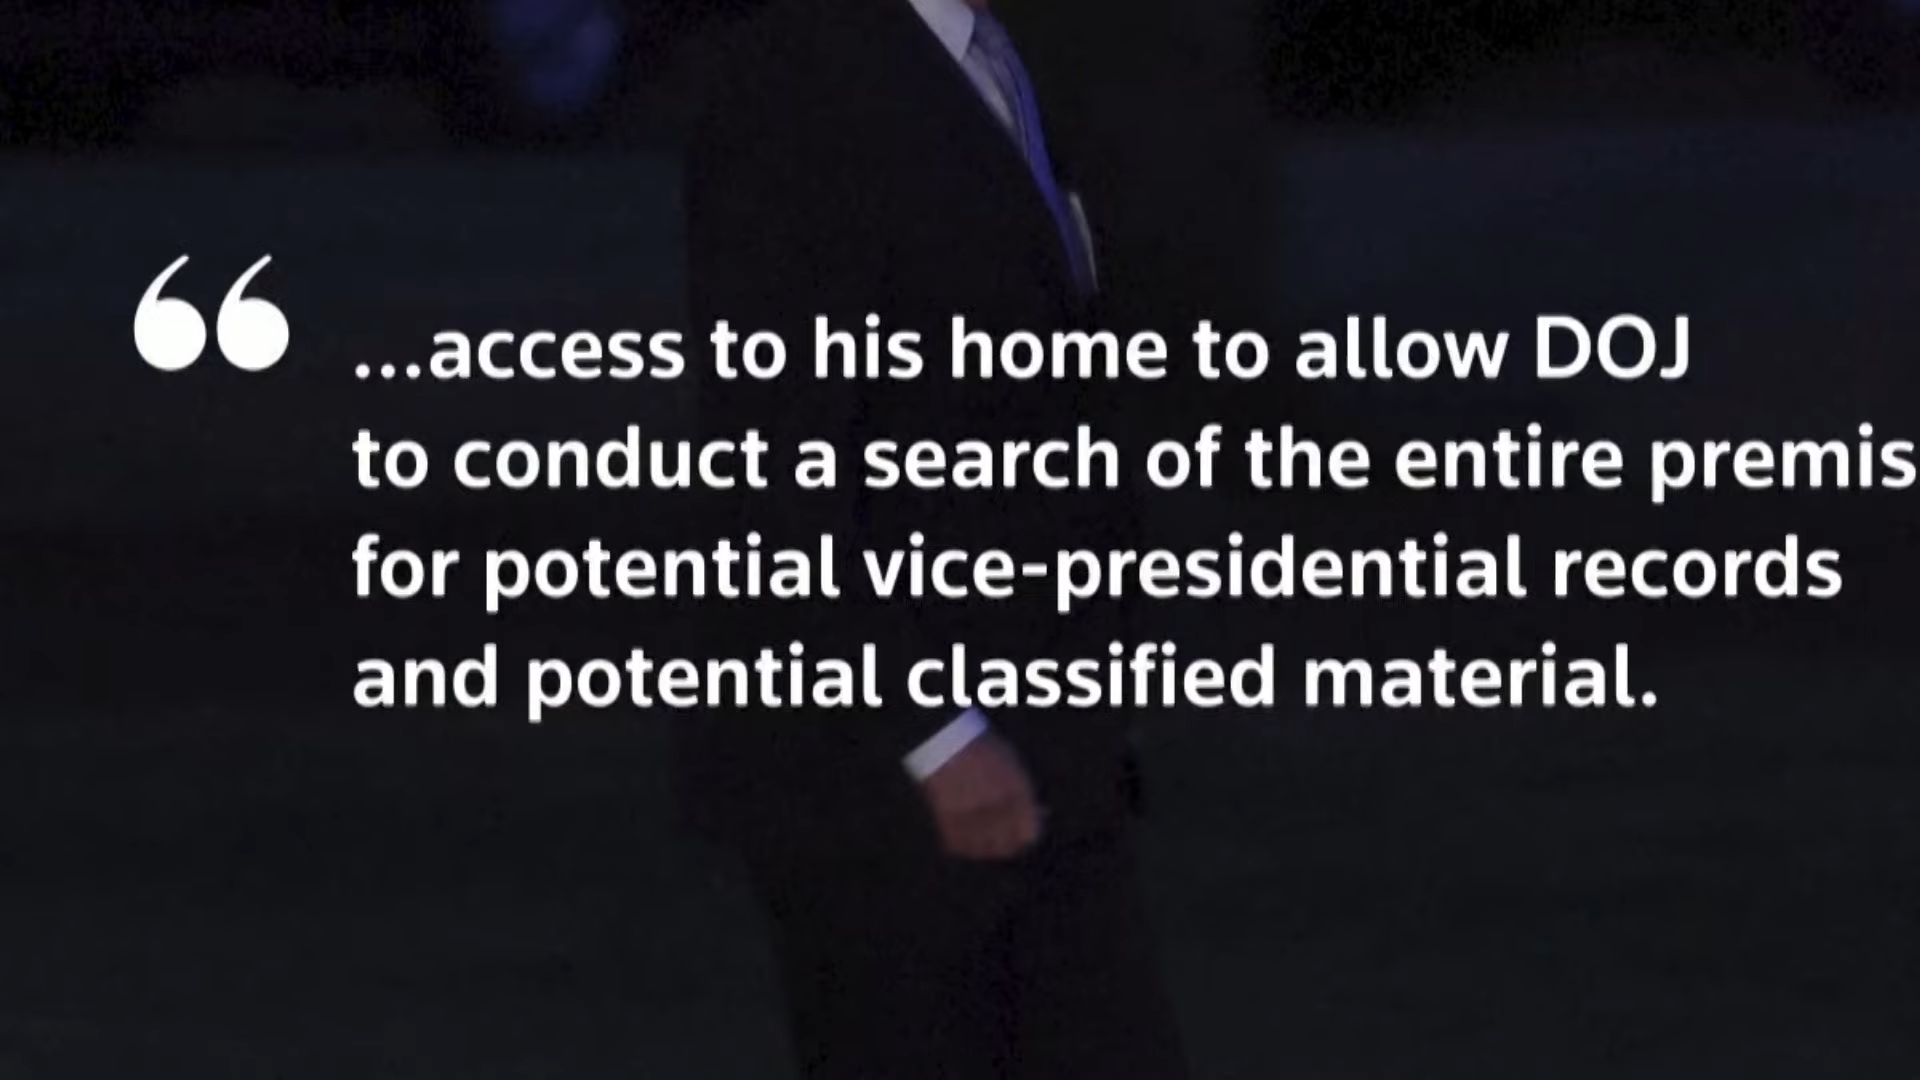 “ ...access to his home to allow DOJ
to conduct a search of the entire premis
for potential vice-presidential records
and potential classified material.